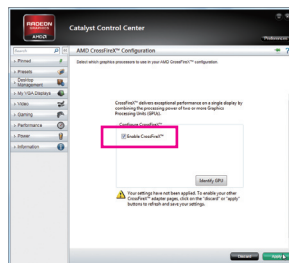 RADEON
GRAPHICS
AMD
Catalyst Control Center
Preferences
Search
AMD CrossFireX™ Configuration
Pinned
Presets
Desktop
Management
My VGA Displays
Video
Gaming
Performance
Power
Information
Select which graphics processors to use in your AMD CrossFireX™ configuration.
CrossFireX™ delivers exceptional performance on a single display by
combining the processing power of two or more Graphics
Processing Units (GPUs).
Configure CrossFireX™
Enable CrossFireX™
Identify GPU
Your settings have not been applied. To enable your other
CrossFireX™ adapter pages, click on the "discard" or "apply"
buttons to refresh and save your settings.
Discard
Apply